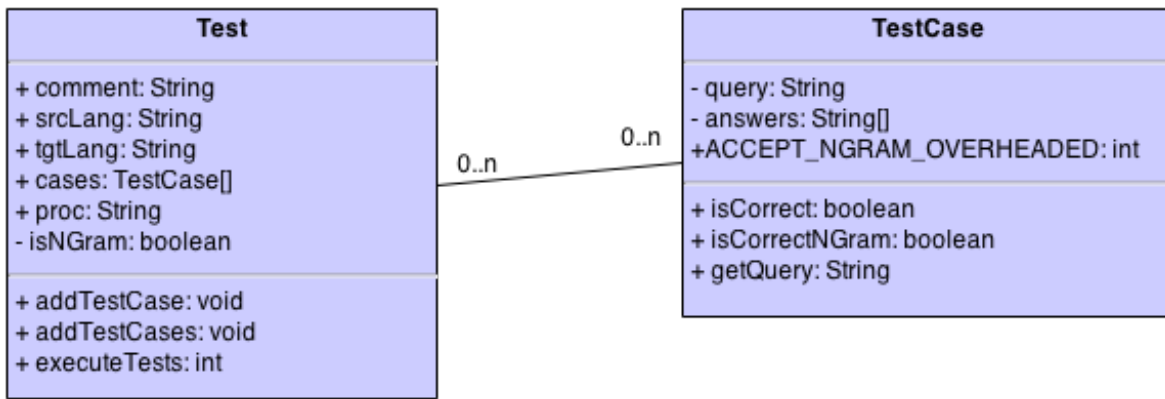 Test
+ comment: String
+ srcLang: String
+ tgtLang: String
+ cases: TestCase[]
+ proc: String
- isNGram: boolean
+ addTestCase: void
+ addTestCases: void
+ executeTests: int
0..n
0..n
TestCase
- query: String
- answers: String[]
+ACCEPT_NGRAM_OVERHEADED: int
+ isCorrect: boolean
+ isCorrectNGram: boolean
+ getQuery: String